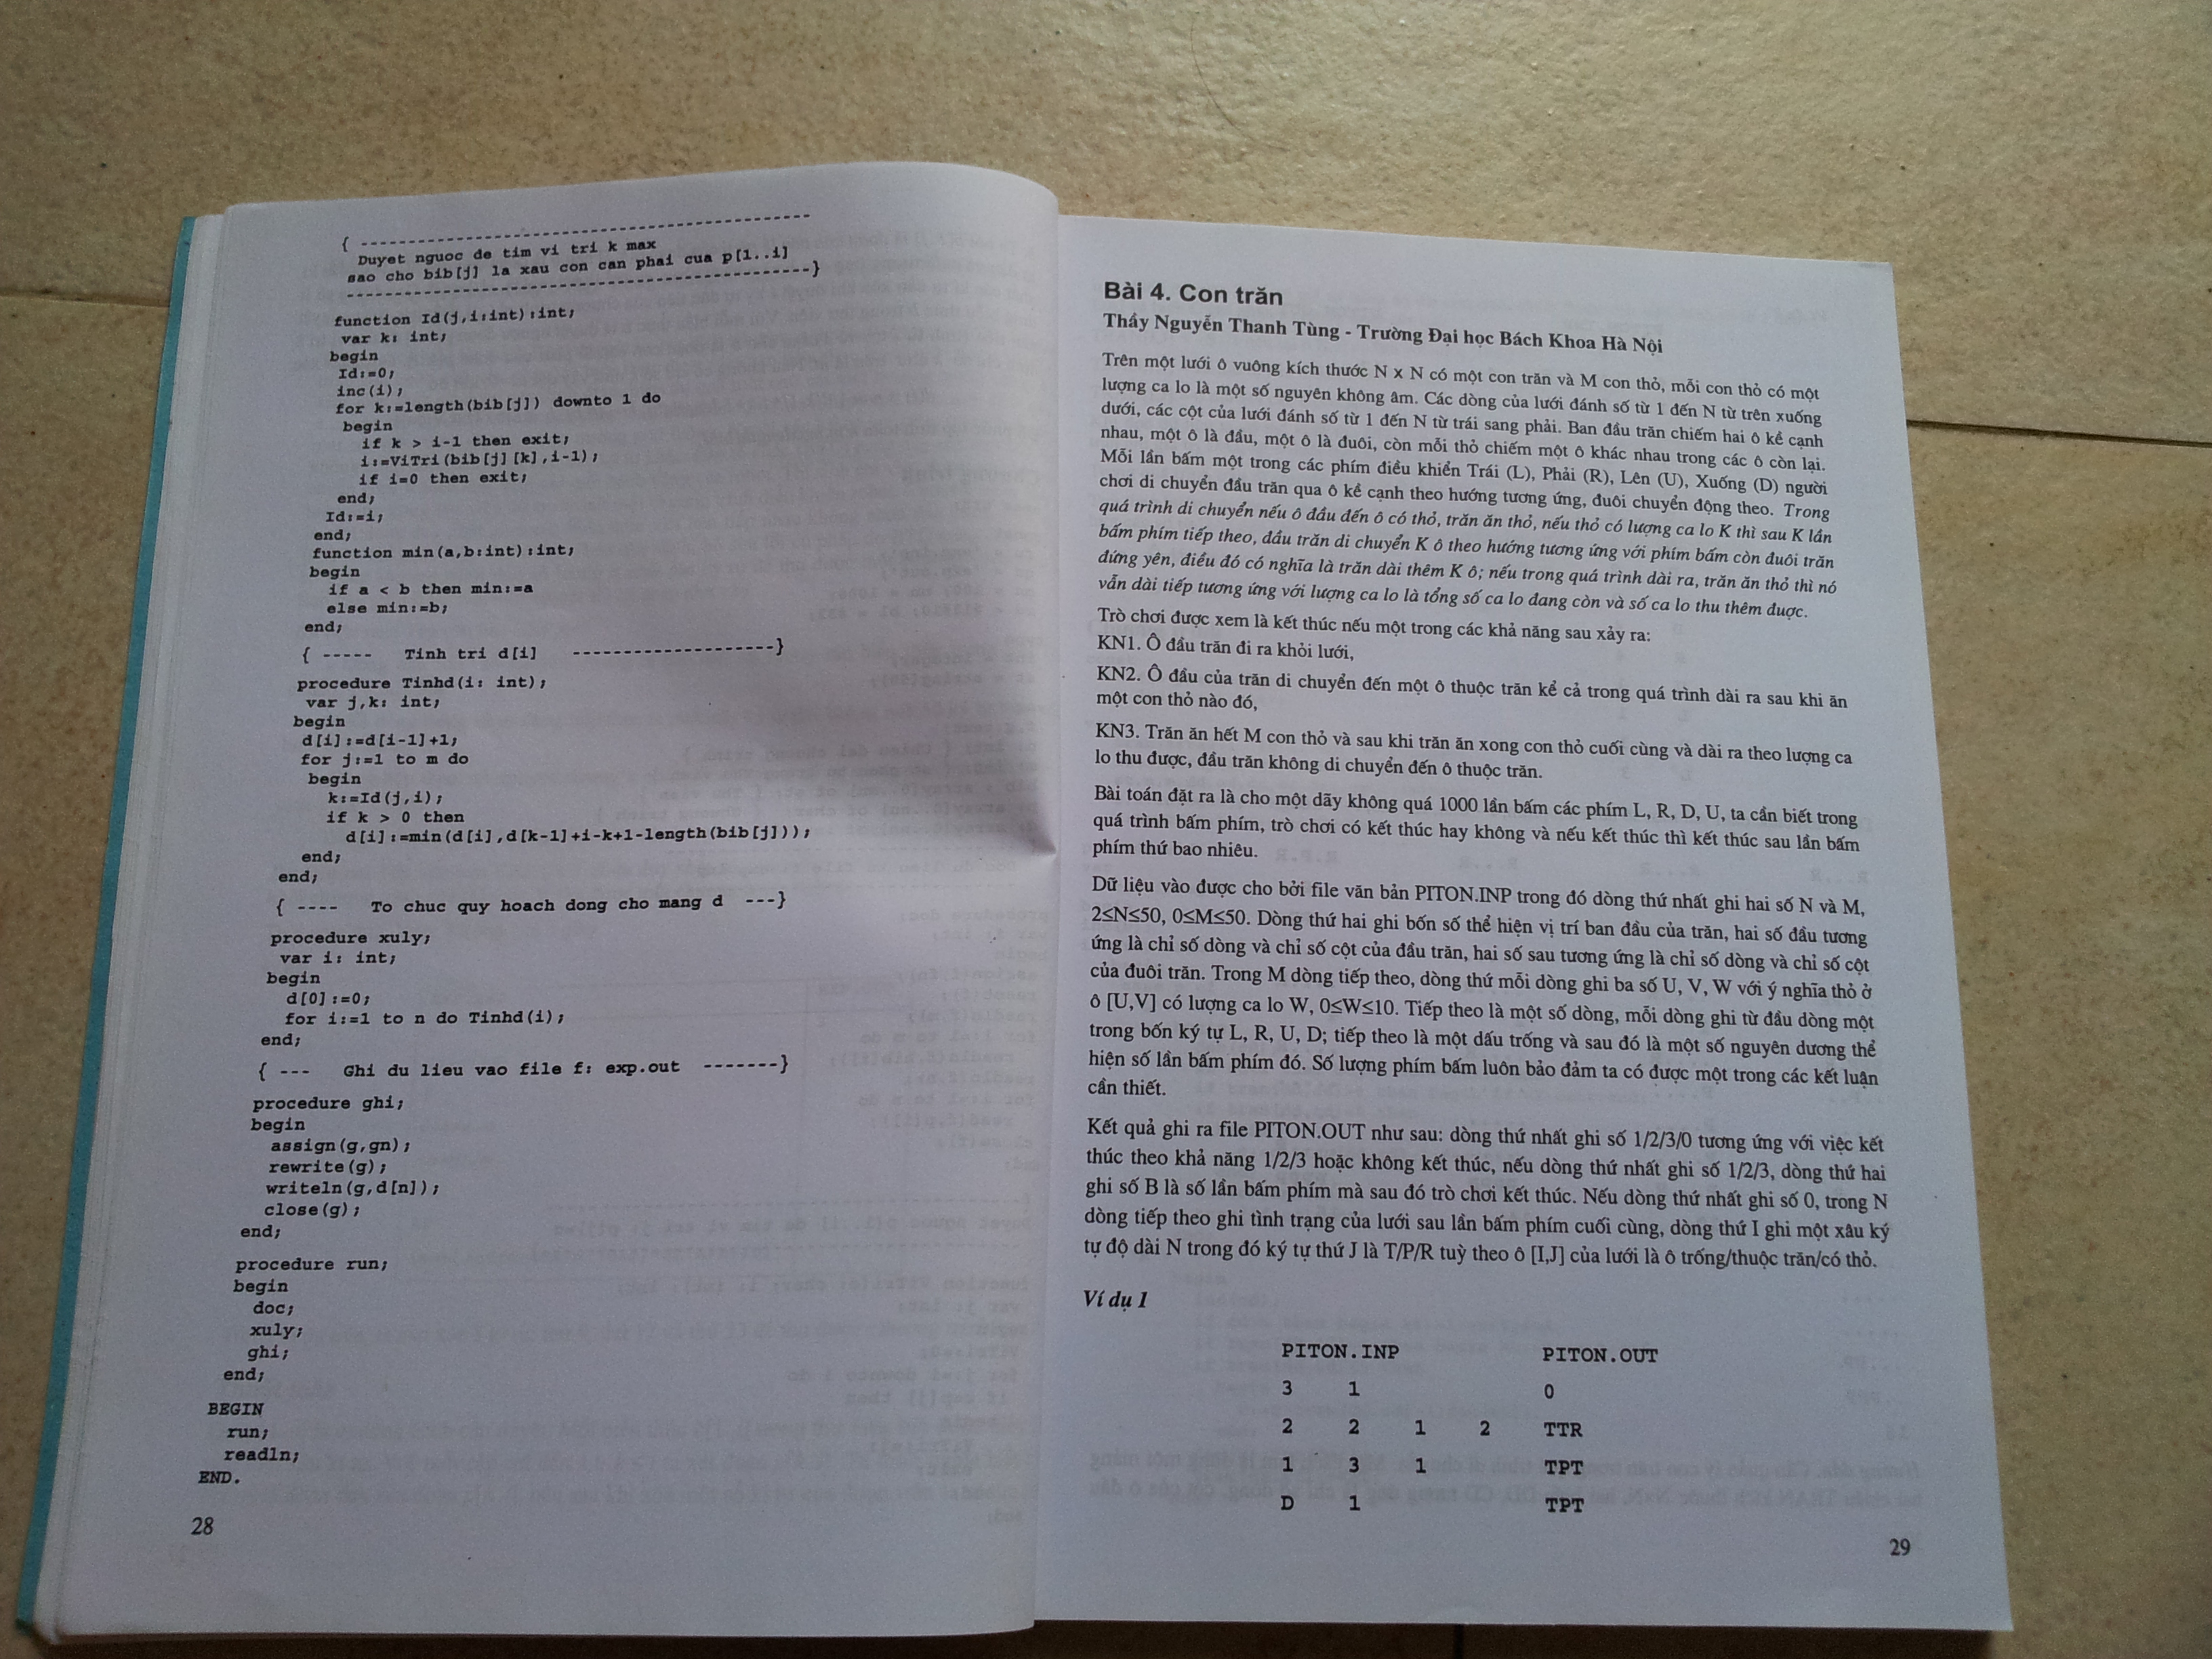 { ----------------------------------------
Duyet nguoc de tim vi tri k max
sao cho bib[j] la xau con can phai cua p[1..i]
----------------------------------------}
function Id(j,i:int):int;
var k: int;
begin
Id:=0;
inc(i);
for k:=length(bib[j]) downto 1 do
begin
if k > i-1 then exit;
i:=ViTri(bib[j][k],i-1);
if i=0 then exit;
end;
Id:=i;
end;
function min(a,b:int):int;
begin
if a < b then min:=a
else min:=b;
end;
{ ----- Tinh tri d[i] -----------------}
procedure Tinhd(i: int);
var j,k: int;
begin
d[i]:=d[i-1]+1;
for j:=1 to m do
begin
k:=Id(j,i);
if k > 0 then
d[i]:=min(d[i],d[k-1]+i-k+1-length(bib[j]));
end;
end;
{ ---- To chuc quy hoach dong cho mang d ---}
procedure xuly;
var i: int;
begin
d[0]:=0;
for i:=1 to n do Tinhd(i);
end;
{ --- Ghi du lieu vao file f: exp.out -------}
procedure ghi;
begin
assign(g,gn);
rewrite(g);
writeln(g,d[n]);
close(g);
end;
procedure run;
begin
doc;
xuly;
ghi;
end;
BEGIN
run;
readln;
END.
28
Bài 4. Con trăn
Thầy Nguyễn Thanh Tùng - Trường Đại học Bách Khoa Hà Nội
Trên một lưới ô vuông kích thước N x N có một con trăn và M con thỏ, mỗi con thỏ có một
lượng ca lo là một số nguyên không âm. Các dòng của lưới đánh số từ 1 đến N từ trên xuống
dưới, các cột của lưới đánh số từ 1 đến N từ trái sang phải. Ban đầu trăn chiếm hai ô kề cạnh
nhau, một ô là đầu, một ô là đuôi, còn mỗi thỏ chiếm một ô khác nhau trong các ô còn lại.
Mỗi lần bấm một trong các phím điều khiển Trái (L), Phải (R), Lên (U), Xuống (D) người
chơi di chuyển đầu trăn qua ô kề cạnh theo hướng tương ứng, đuôi chuyển động theo. Trong
quá trình di chuyển nếu ô đầu đến ô có thỏ, trăn ăn thỏ, nếu thỏ có lượng ca lo K thì sau K lần
bấm phím tiếp theo, đầu trăn di chuyển K ô theo hướng tương ứng với phím bấm còn đuôi trăn
đứng yên, điều đó có nghĩa là trăn dài thêm K ô; nếu trong quá trình dài ra, trăn ăn thỏ thì nó
vẫn dài tiếp tương ứng với lượng ca lo là tổng số ca lo đang còn và số ca lo thu thêm được.
Trò chơi được xem là kết thúc nếu một trong các khả năng sau xảy ra:
KN1. Ô đầu trăn đi ra khỏi lưới,
KN2. Ô đầu của trăn di chuyển đến một ô thuộc trăn kể cả trong quá trình dài ra sau khi ăn
một con thỏ nào đó,
KN3. Trăn ăn hết M con thỏ và sau khi trăn ăn xong con thỏ cuối cùng và dài ra theo lượng ca
lo thu được, đầu trăn không di chuyển đến ô thuộc trăn.
Bài toán đặt ra là cho một dãy không quá 1000 lần bấm các phím L, R, D, U, ta cần biết trong
quá trình bấm phím, trò chơi có kết thúc hay không và nếu kết thúc thì kết thúc sau lần bấm
phím thứ bao nhiêu.
Dữ liệu vào được cho bởi file văn bản PITON.INP trong đó dòng thứ nhất ghi hai số N và M,
2≤N≤50, 0≤M≤50. Dòng thứ hai ghi bốn số thể hiện vị trí ban đầu của trăn, hai số đầu tương
ứng là chỉ số dòng và chỉ số cột của đầu trăn, hai số sau tương ứng là chỉ số dòng và chỉ số cột
của đuôi trăn. Trong M dòng tiếp theo, dòng thứ mỗi dòng ghi ba số U, V, W với ý nghĩa thỏ ở
ô [U,V] có lượng ca lo W, 0≤W≤10. Tiếp theo là một số dòng, mỗi dòng ghi từ đầu dòng một
trong bốn ký tự L, R, U, D; tiếp theo là một dấu trống và sau đó là một số nguyên dương thể
hiện số lần bấm phím đó. Số lượng phím bấm luôn bảo đảm ta có được một trong các kết luận
cần thiết.
Kết quả ghi ra file PITON.OUT như sau: dòng thứ nhất ghi số 1/2/3/0 tương ứng với việc kết
thúc theo khả năng 1/2/3 hoặc không kết thúc, nếu dòng thứ nhất ghi số 1/2/3, dòng thứ hai
ghi số B là số lần bấm phím mà sau đó trò chơi kết thúc. Nếu dòng thứ nhất ghi số 0, trong N
dòng tiếp theo ghi tình trạng của lưới sau lần bấm phím cuối cùng, dòng thứ I ghi một xâu ký
tự độ dài N trong đó ký tự thứ J là T/P/R tuỳ theo ô [I,J] của lưới là ô trống/thuộc trăn/có thỏ.
Ví dụ 1
PITON.INP PITON.OUT
3 1 0
2 2 1 2 TTR
1 3 1 TPT
D 1 TPT
29